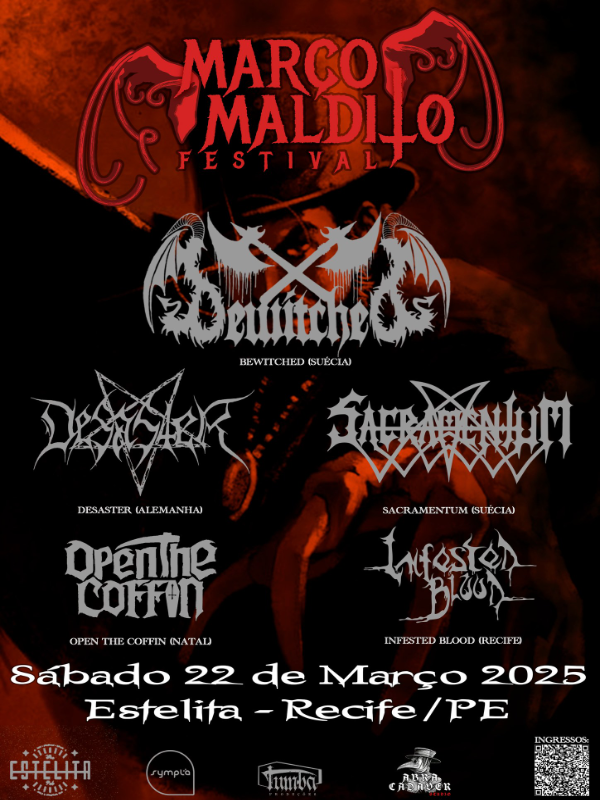 MARÇO
MALDITO
FESTIVAL
Bewitched
BEWITCHED (SUÉCIA)
DESASTER
SACRAMENTUM
DESASTER (ALEMANHA)
SACRAMENTUM (SUÉCIA)
OPEN THE
COFFIN
Infested
Blood
OPEN THE COFFIN (NATAL)
INFESTED BLOOD (RECIFE)
Sábado 22 de Março 2025
Estelita - Recife/PE
INGRESSOS:
ESTELITA
sympla
tumba
PRODUÇÕES
ABRA
CADAVER